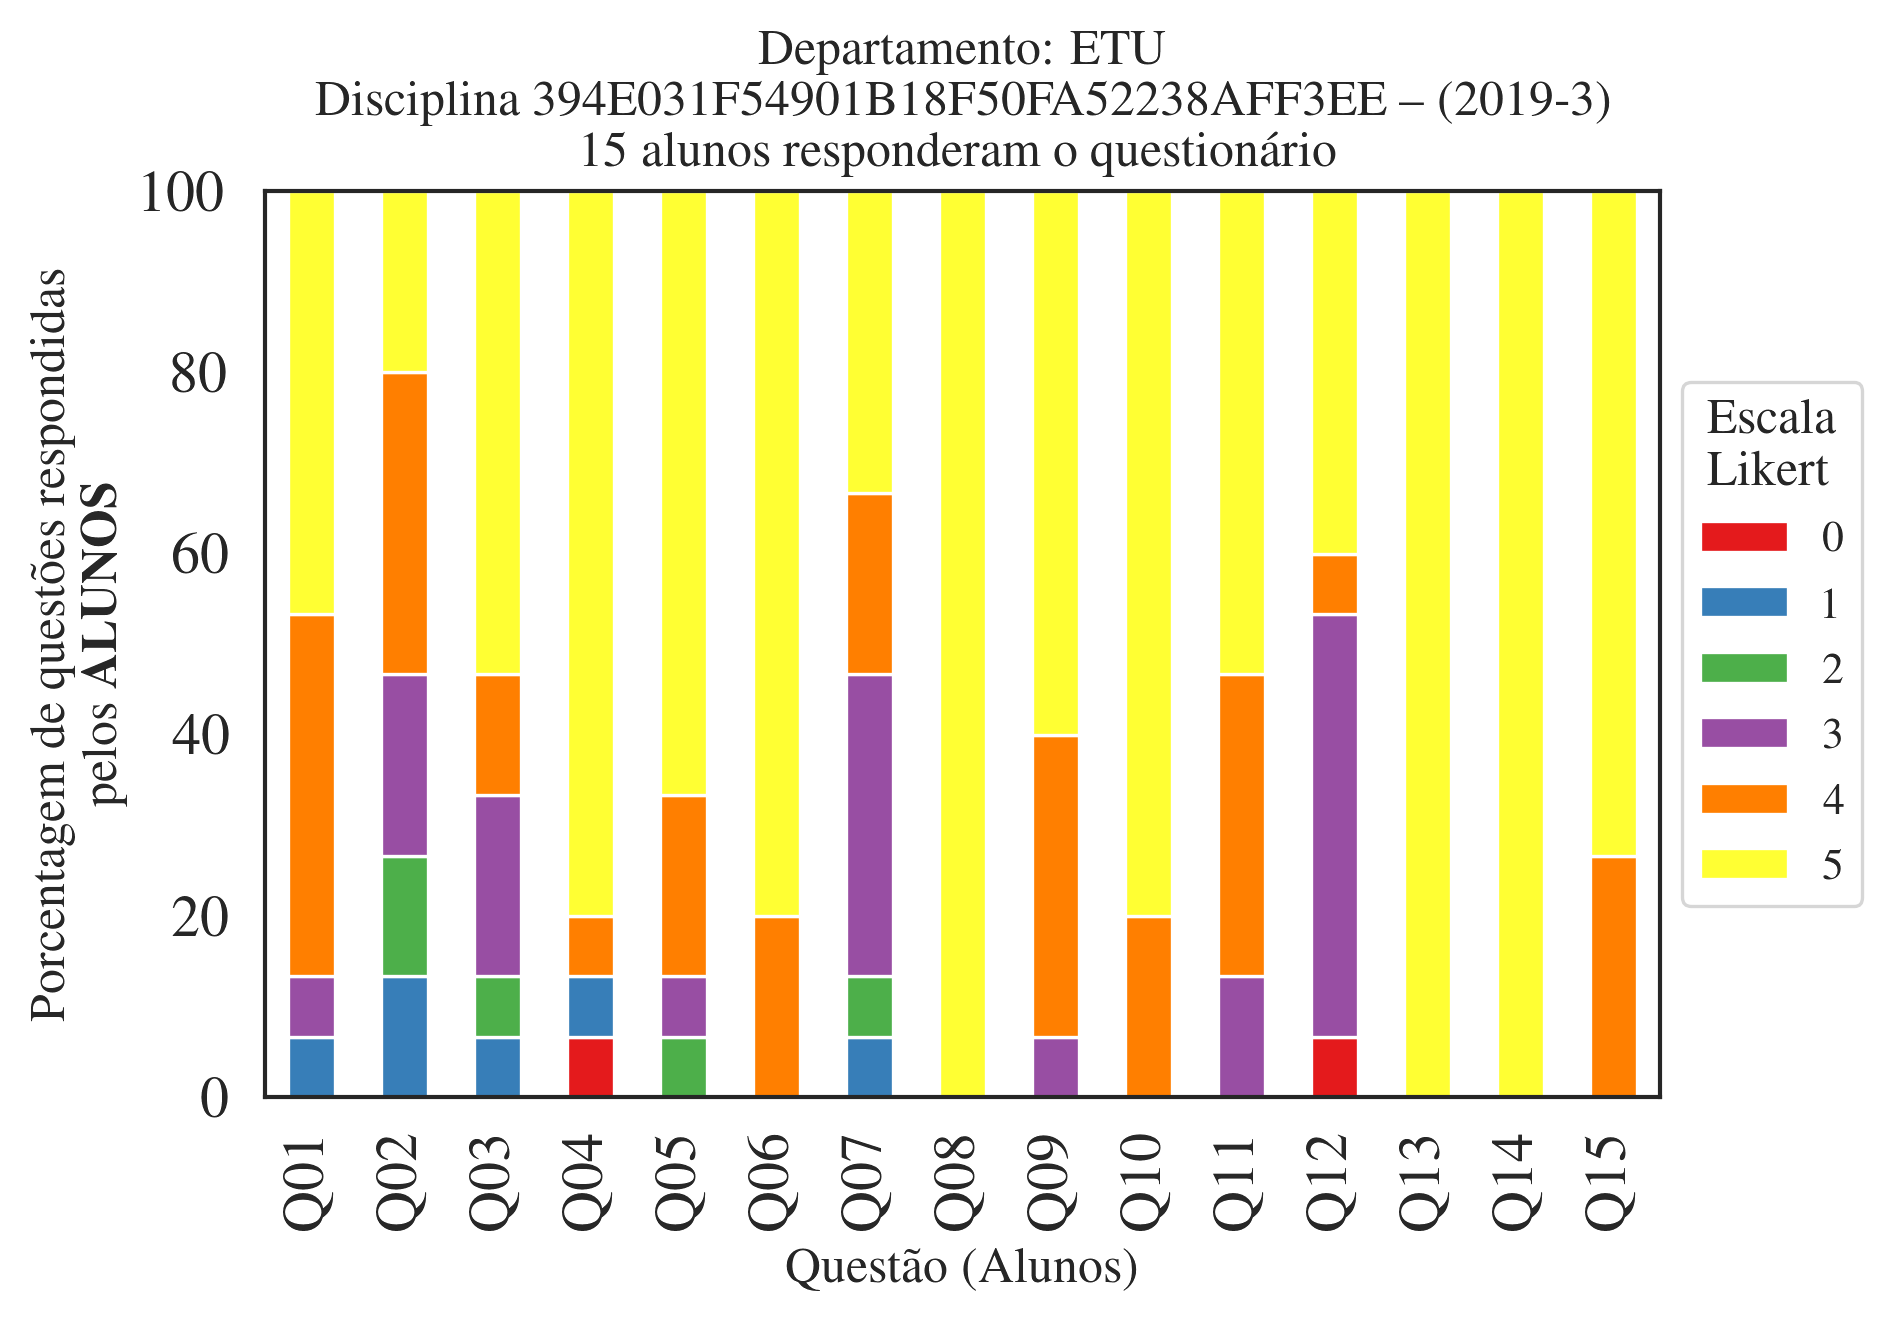 Departamento: ETU
Disciplina 394E031F54901B18F50FA52238AFF3EE – (2019-3)
15 alunos responderam o questionário
Porcentagem de questões respondidas
pelos ALUNOS
100
80
60
40
20
0
Q01
Q02
Q03
Q04
Q05
Q06
Q07
Q08
Q09
Q10
Q11
Q12
Q13
Q14
Q15
Questão (Alunos)
Escala
Likert
0
1
2
3
4
5